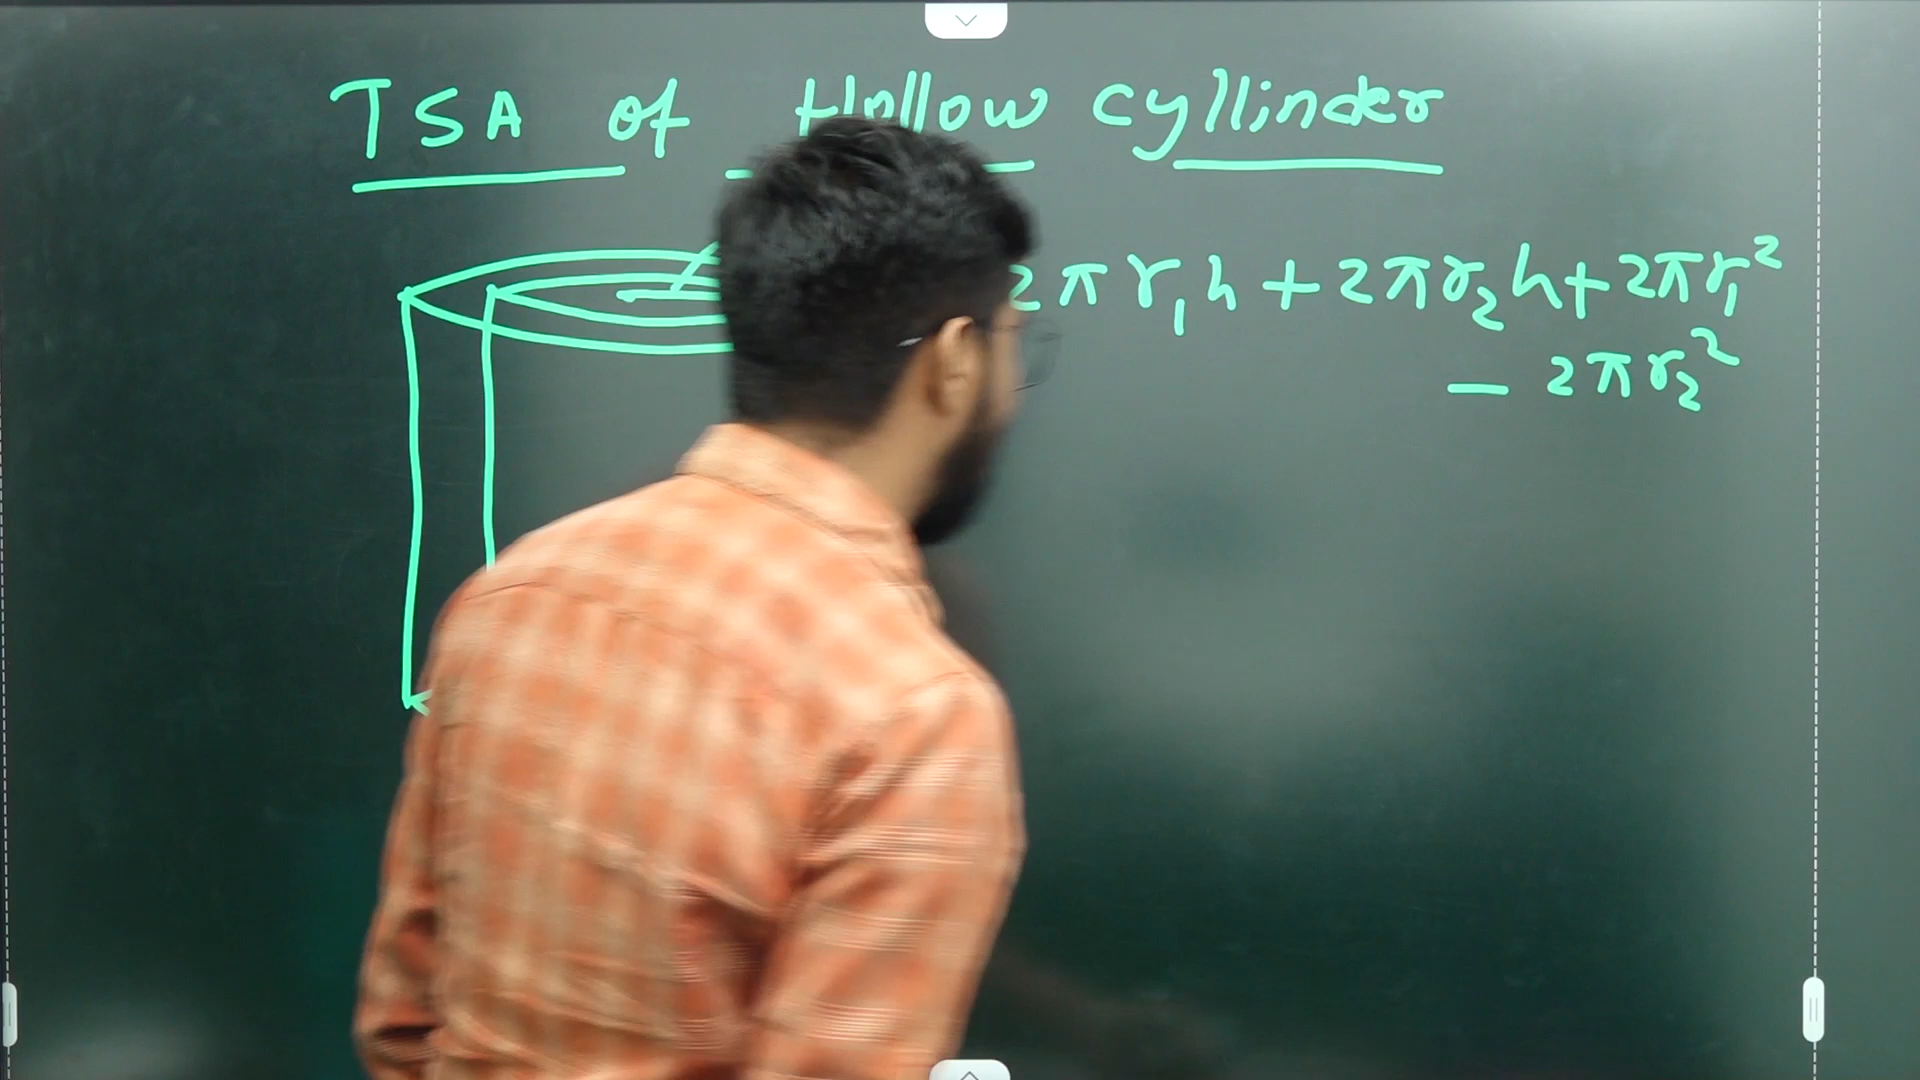 TSA of Hollow Cyllinder
2πr₁h + 2πr₂h + 2πr₁²
— 2πr₂²